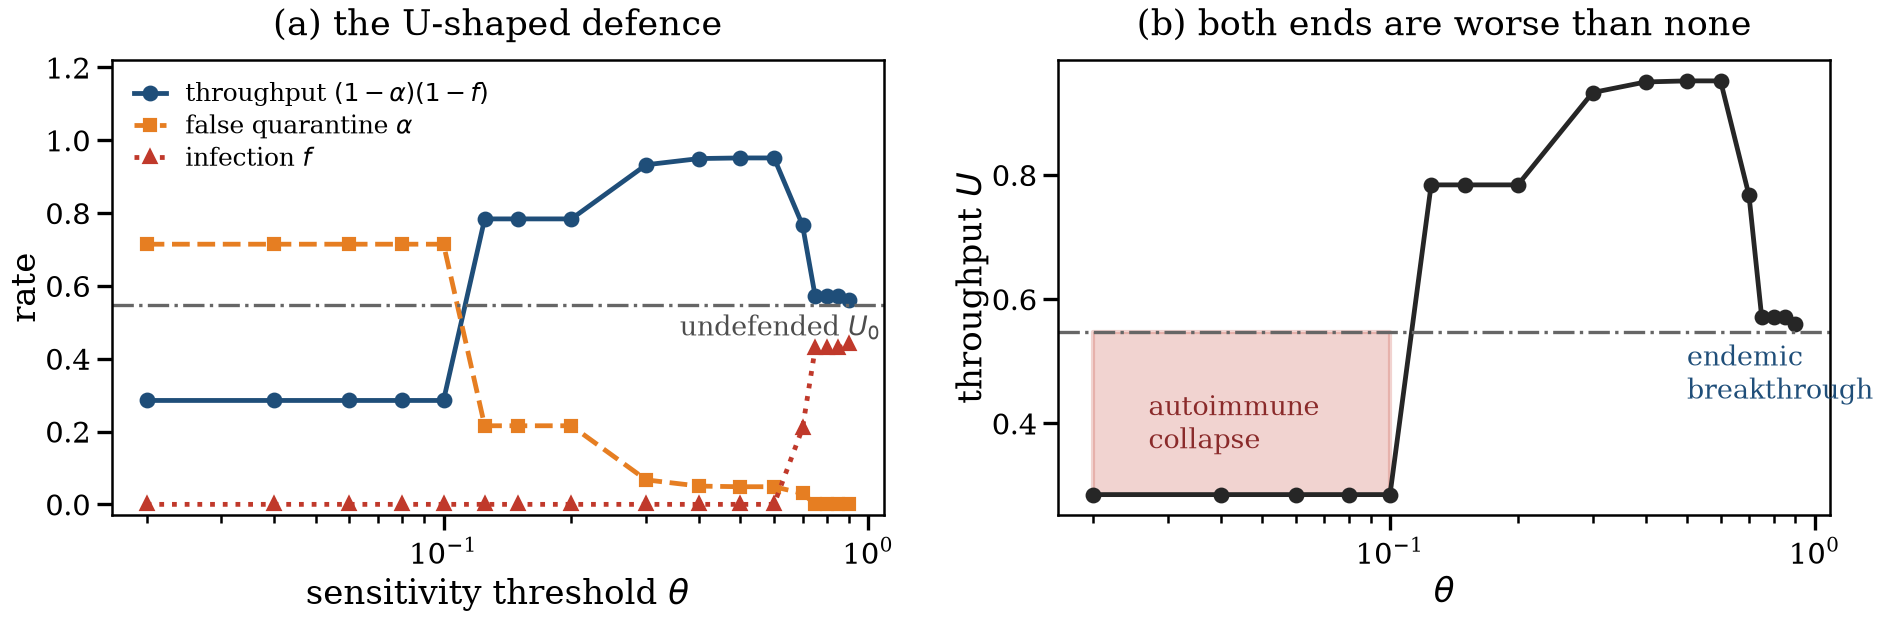 (a) the U-shaped defence
1.2
1.0
0.8
0.6
0.4
0.2
0.0
rate
throughput (1 − α)(1 − f)
false quarantine α
infection f
undefended U₀
10⁻¹
10⁰
sensitivity threshold θ
(b) both ends are worse than none
0.8
0.6
0.4
throughput U
autoimmune
collapse
endemic
breakthrough
10⁻¹
10⁰
θ